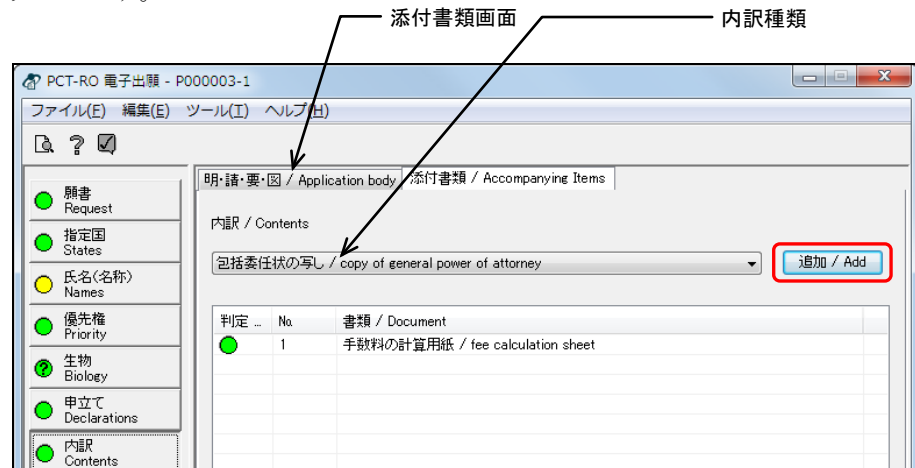 添付書類画面
内訳種類
PCT-RO 電子出願 - P000003-1
ファイル(F) 編集(E) ツール(T) ヘルプ(H)
明・請・要・図 / Application body
添付書類 / Accompanying Items
願書
Request
指定国
States
氏名(名称)
Names
優先権
Priority
生物
Biology
申立て
Declarations
内訳
Contents
内訳 / Contents
包括委任状の写し / copy of general power of attorney
追加 / Add
判定 ... No. 書類 / Document
1 手数料の計算用紙 / fee calculation sheet